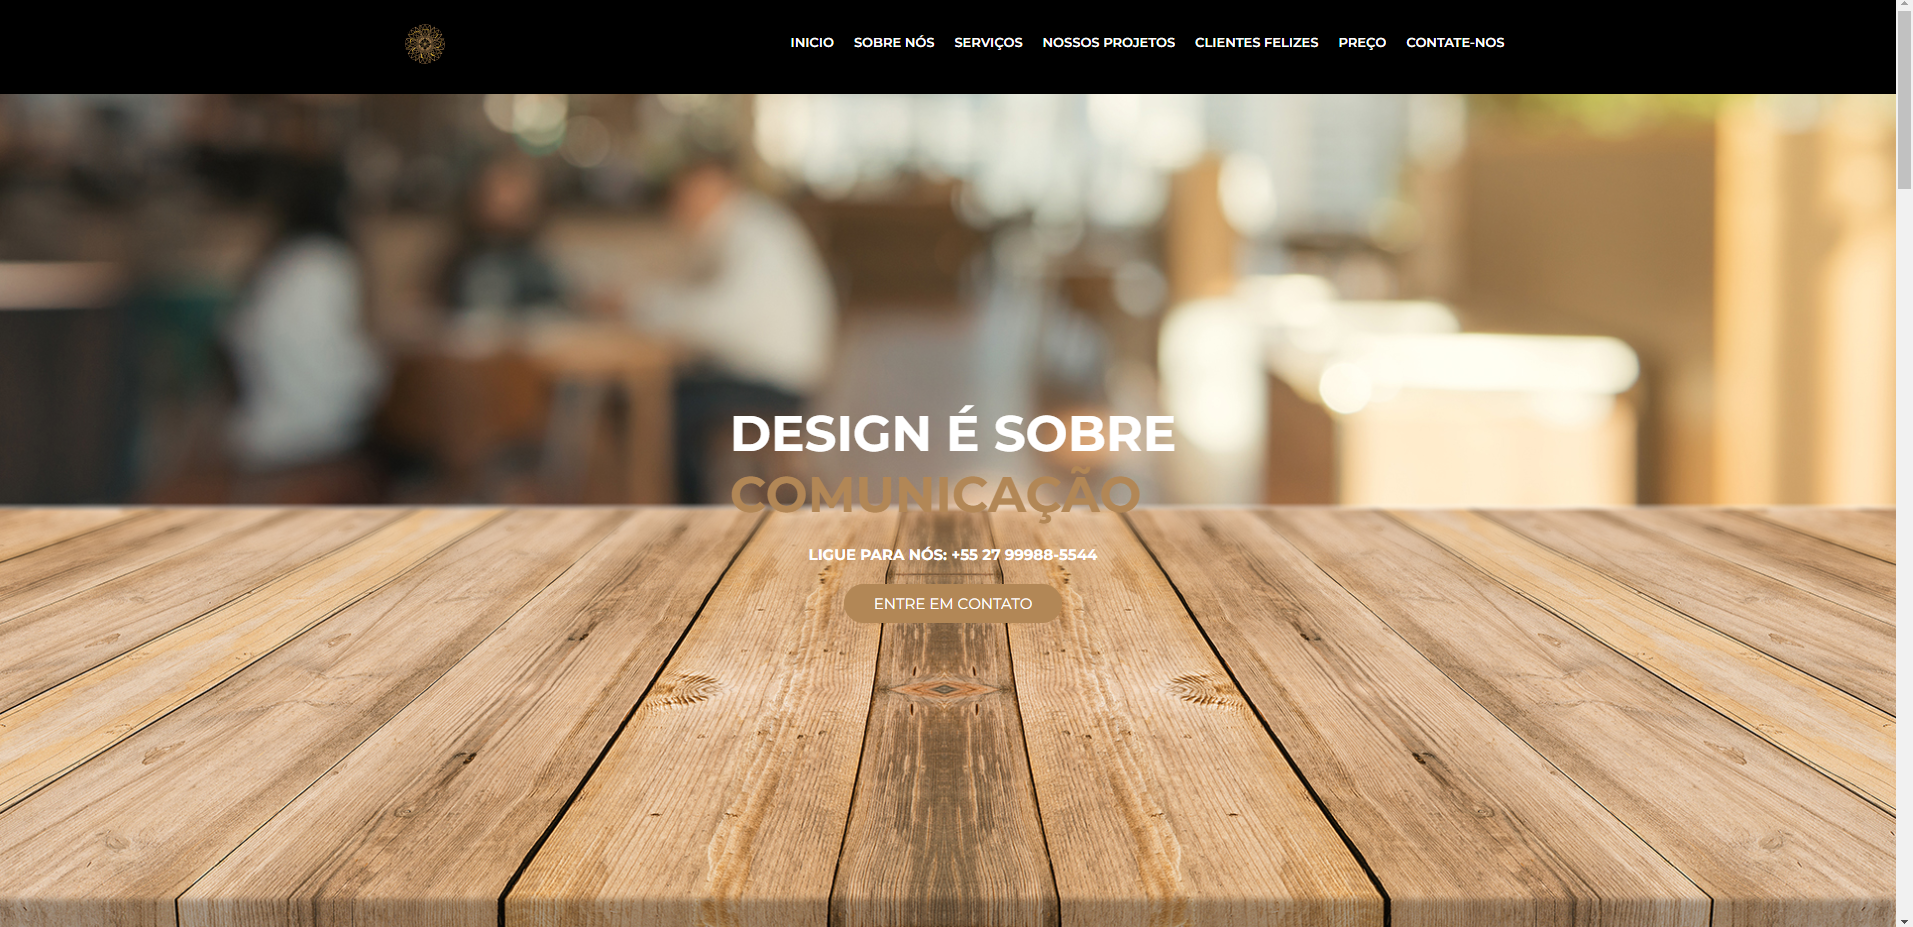 INICIO SOBRE NÓS SERVIÇOS NOSSOS PROJETOS CLIENTES FELIZES PREÇO CONTATE-NOS
DESIGN É SOBRE
COMUNICAÇÃO
LIGUE PARA NÓS: +55 27 99988-5544
ENTRE EM CONTATO